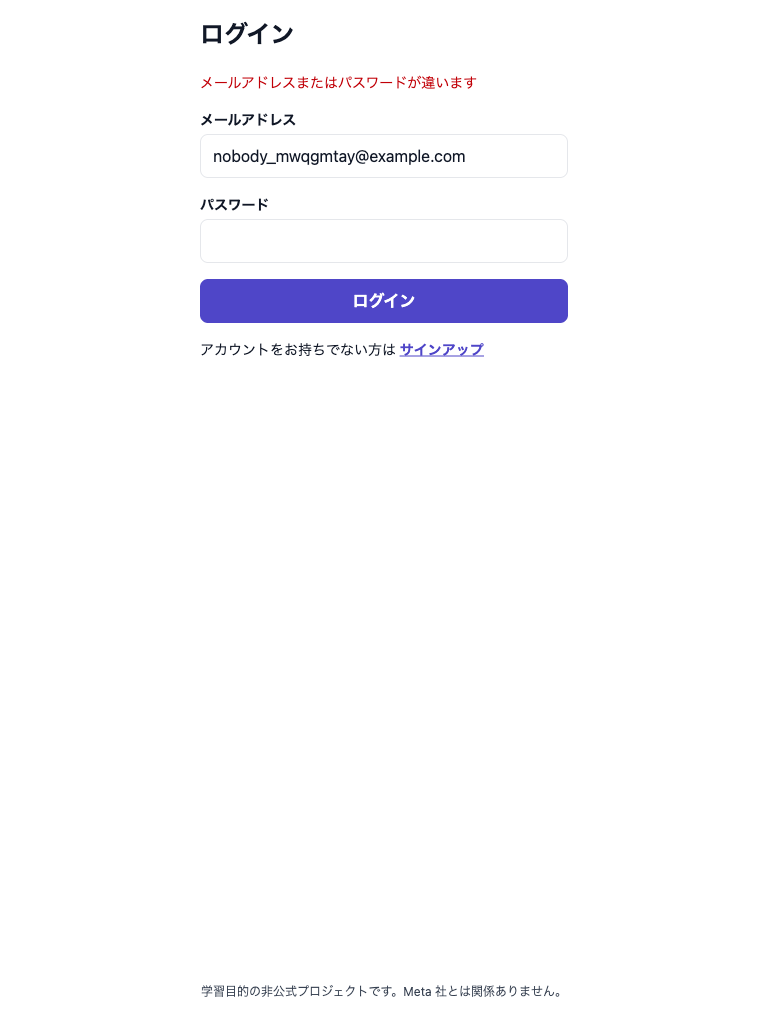 ログイン
メールアドレスまたはパスワードが違います
メールアドレス
nobody_mwqgmtay@example.com
パスワード
ログイン
アカウントをお持ちでない方は サインアップ
学習目的の非公式プロジェクトです。Meta 社とは関係ありません。